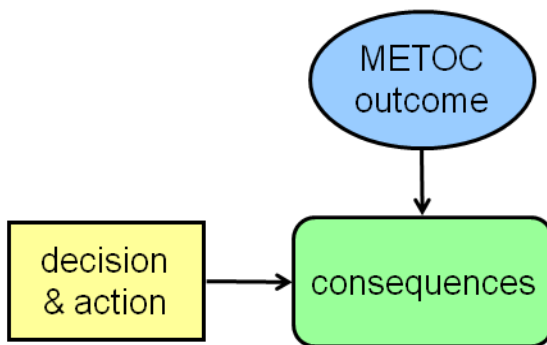 METOC
outcome
decision
& action
consequences